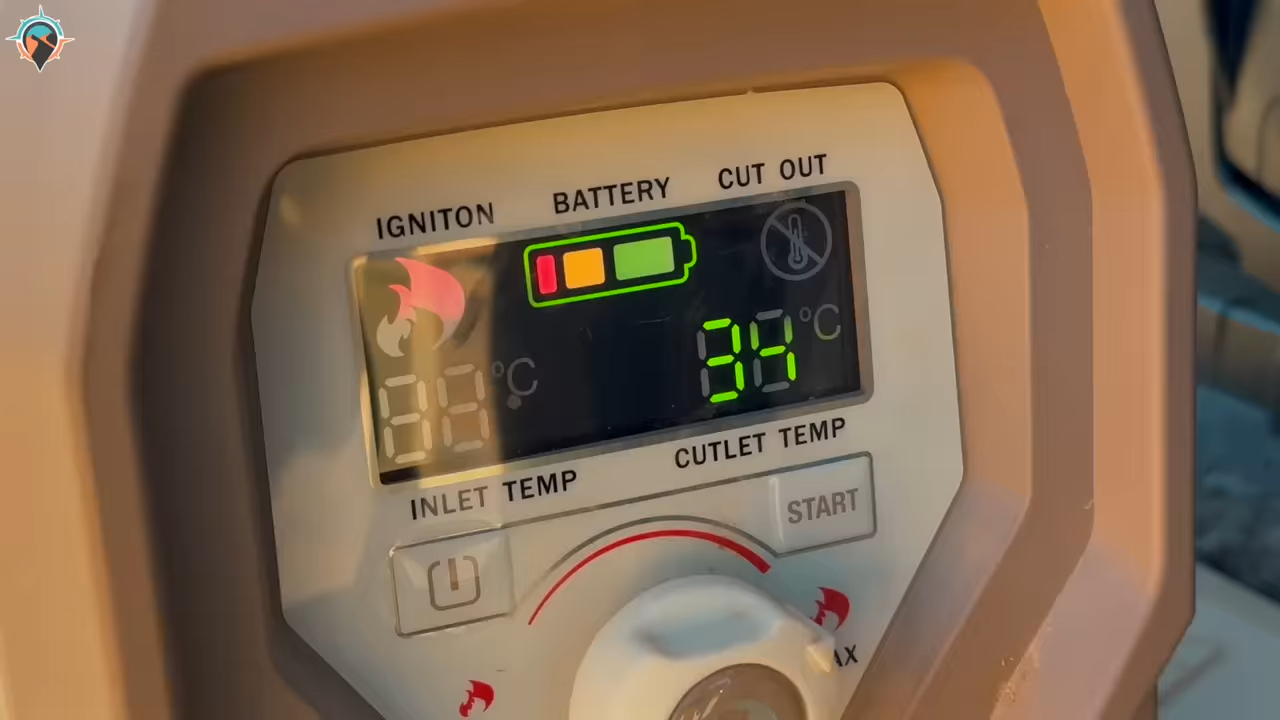 IGNITON
BATTERY
CUT OUT
°C
34 °C
INLET TEMP
CUTLET TEMP
START